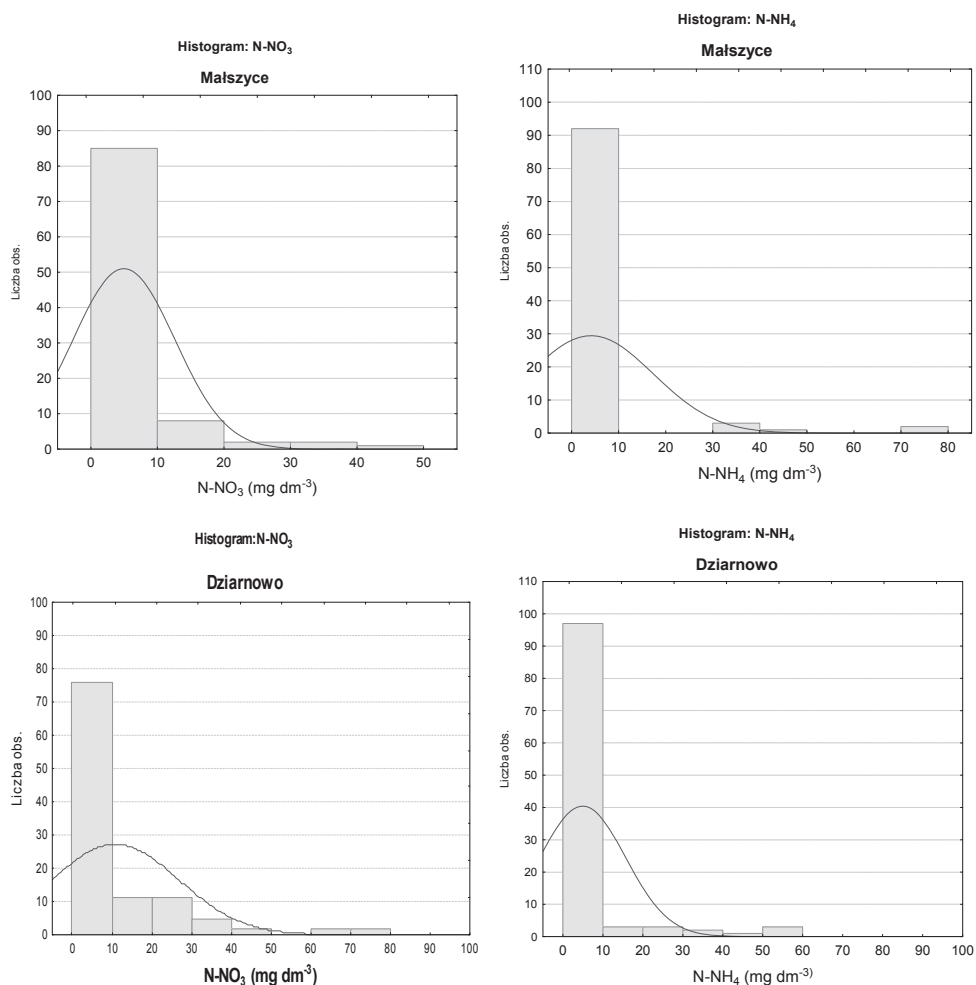 Histogram: N-NO₃
Małszyce
100
90
80
70
60
50
40
30
20
10
0
Liczba obs.
0 10 20 30 40 50
N-NO₃ (mg dm⁻³)
Histogram: N-NH₄
Małszyce
110
100
90
80
70
60
50
40
30
20
10
0
Liczba obs.
0 10 20 30 40 50 60 70 80
N-NH₄ (mg dm⁻³)
Histogram:N-NO₃
Dziarnowo
100
90
80
70
60
50
40
30
20
10
0
Liczba obs.
0 10 20 30 40 50 60 70 80 90 100
N-NO₃ (mg dm⁻³)
Histogram: N-NH₄
Dziarnowo
110
100
90
80
70
60
50
40
30
20
10
0
Liczba obs.
0 10 20 30 40 50 60 70 80 90 100
N-NH₄ (mg dm⁻³⁾